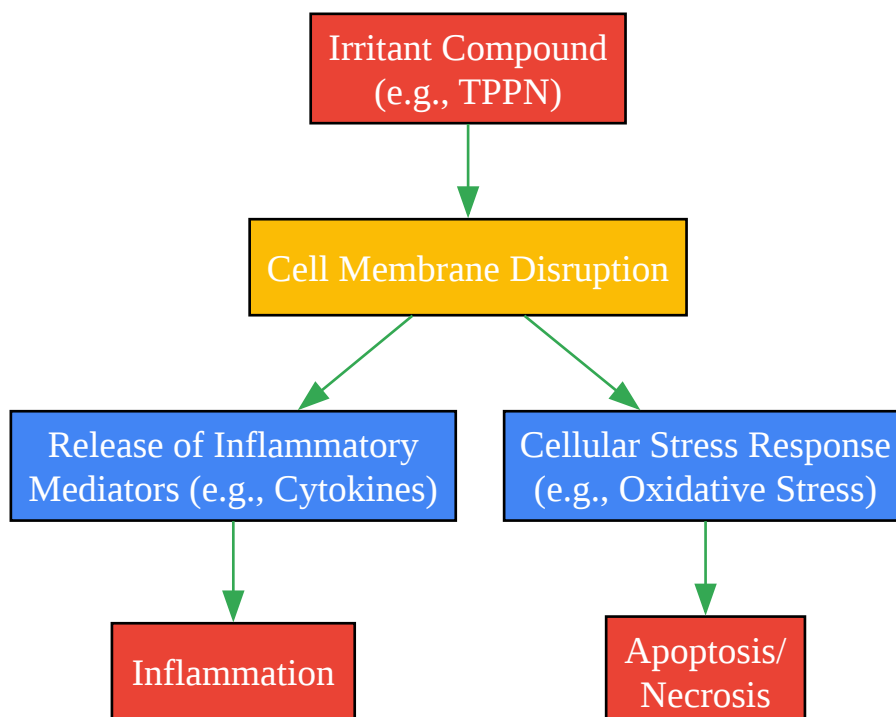 Irritant Compound
(e.g., TPPN)
Cell Membrane Disruption
Release of Inflammatory
Mediators (e.g., Cytokines)
Cellular Stress Response
(e.g., Oxidative Stress)
Inflammation
Apoptosis/
Necrosis